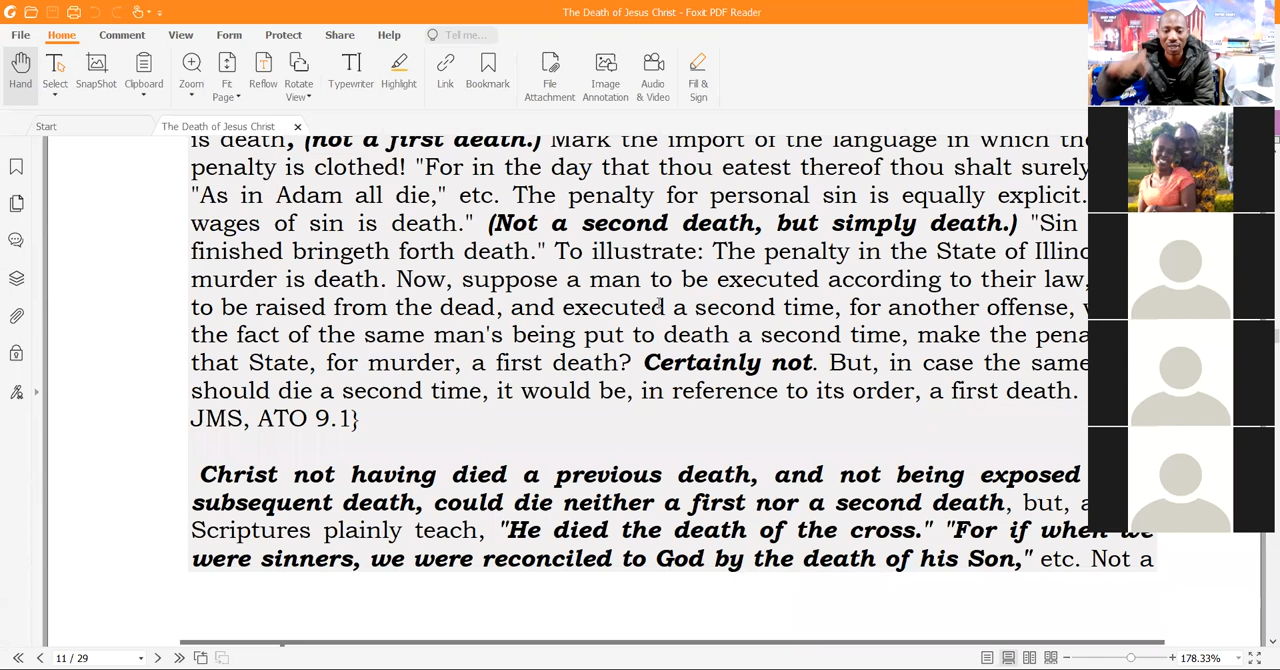 The Death of Jesus Christ - Foxit PDF Reader
File Home Comment View Form Protect Share Help Tell me...
Hand Select SnapShot Clipboard Zoom Fit Page Reflow Rotate View Typewriter Highlight Link Bookmark File Attachment Image Annotation Audio & Video Fill & Sign
Start The Death of Jesus Christ
is death, (not a first death.) Mark the import of the language in which the
penalty is clothed! "For in the day that thou eatest thereof thou shalt surely
"As in Adam all die," etc. The penalty for personal sin is equally explicit.
wages of sin is death." (Not a second death, but simply death.) "Sin
finished bringeth forth death." To illustrate: The penalty in the State of Illino
murder is death. Now, suppose a man to be executed according to their law,
to be raised from the dead, and executed a second time, for another offense,
the fact of the same man's being put to death a second time, make the pena
that State, for murder, a first death? Certainly not. But, in case the same
should die a second time, it would be, in reference to its order, a first death.
JMS, ATO 9.1}
Christ not having died a previous death, and not being exposed
subsequent death, could die neither a first nor a second death, but, a
Scriptures plainly teach, "He died the death of the cross." "For if when we
were sinners, we were reconciled to God by the death of his Son," etc. Not a
11 / 29 178.33%